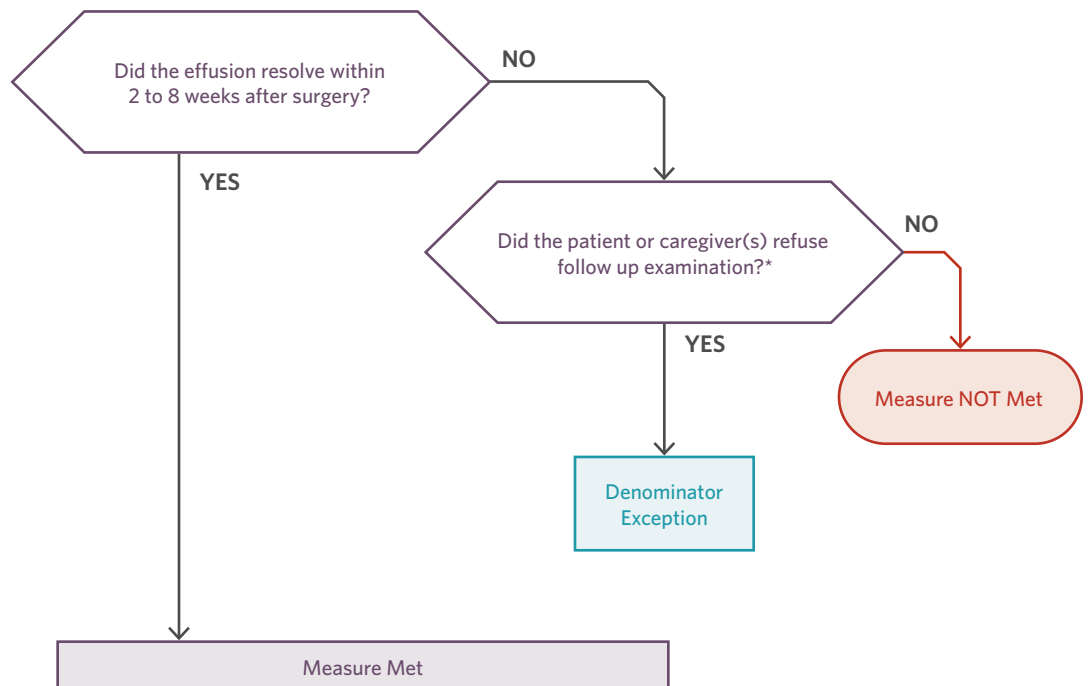 Did the effusion resolve within
2 to 8 weeks after surgery?
NO
YES
Did the patient or caregiver(s) refuse
follow up examination?*
NO
YES
Measure NOT Met
Denominator
Exception
Measure Met